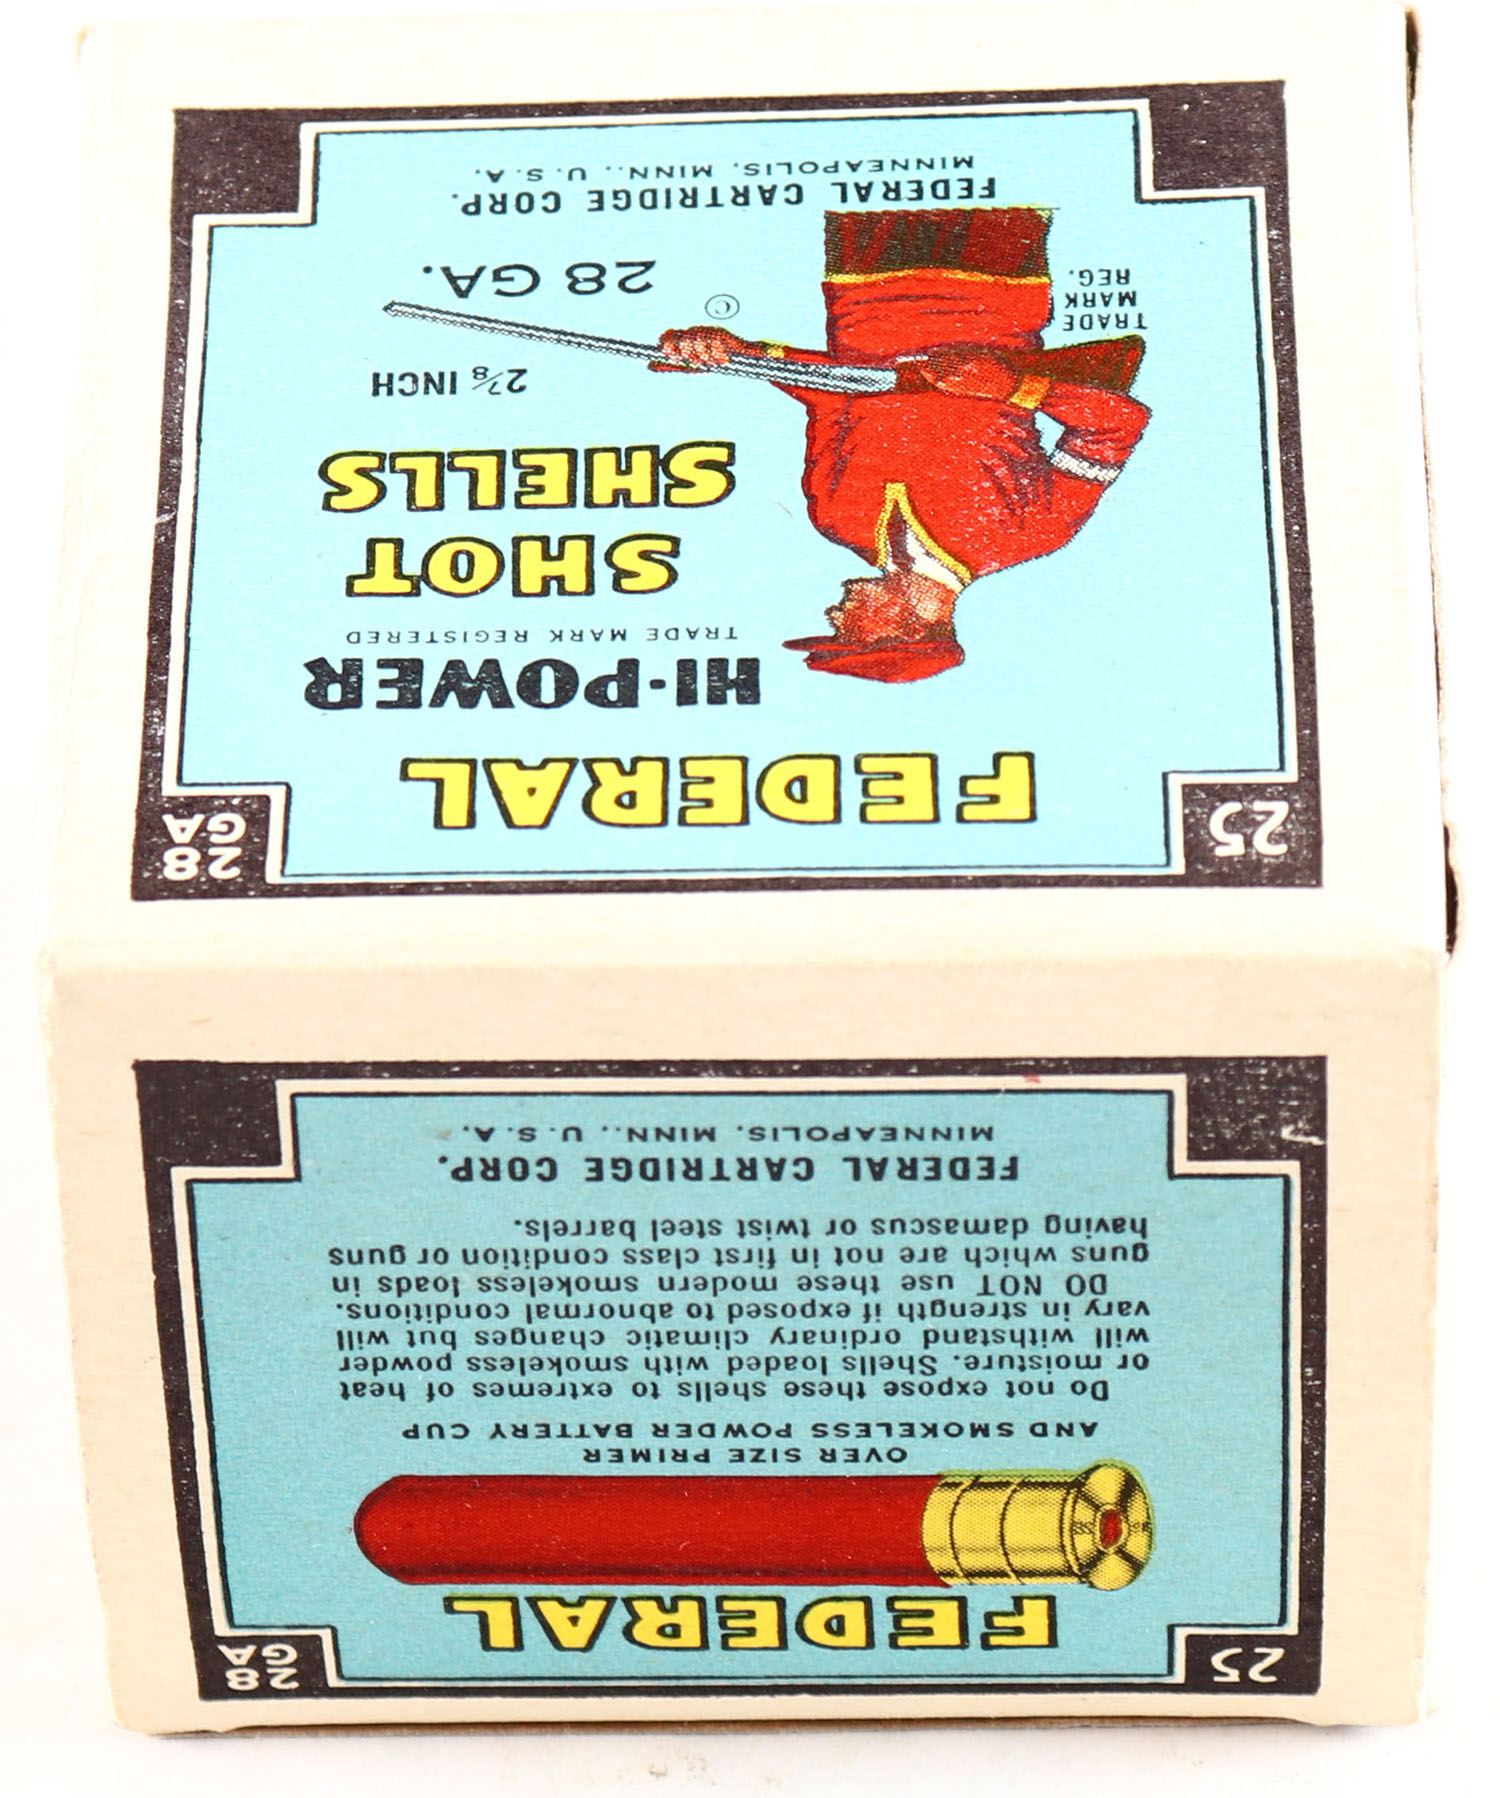 25
28
GA
FEDERAL
OVER SIZE PRIMER
AND SMOKELESS POWDER BATTERY CUP
Do not expose these shells to extremes of heat
or moisture. Shells loaded with smokeless powder
will withstand ordinary climatic changes but will
vary in strength if exposed to abnormal conditions.
DO NOT use these modern smokeless loads in
guns which are not in first class condition or guns
having damascus or twist steel barrels.
FEDERAL CARTRIDGE CORP.
MINNEAPOLIS, MINN., U.S.A.
25
28
GA
FEDERAL
HI-POWER
TRADE MARK REGISTERED
SHOT
SHELLS
2⅞ INCH
TRADE
MARK
REG.
©
28 GA.
FEDERAL CARTRIDGE CORP.
MINNEAPOLIS, MINN., U.S.A.